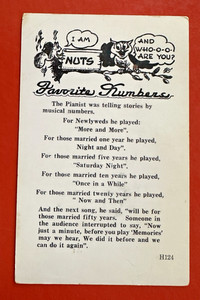 I AM
NUTS
AND
WHO-O-O-
ARE YOU?
Favorite Numbers
The Pianist was telling stories by
musical numbers.
For Newlyweds he played:
"More and More".
For those married one year he played,
Night and Day".
For those married five years he played,
"Saturday Night".
For those married ten years he played,
"Once in a While"
For those married twenty years he played,
"Now and Then"
And the next song, he said, "will be for
those married fifty years. Someone in
the audience interrupted to say, "Now
just a minute, before you play 'Memories'
may we hear, We did it before and we
can do it again".
H124